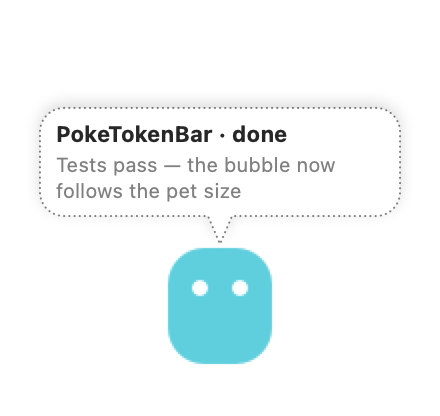 PokeTokenBar · done
Tests pass — the bubble now
follows the pet size